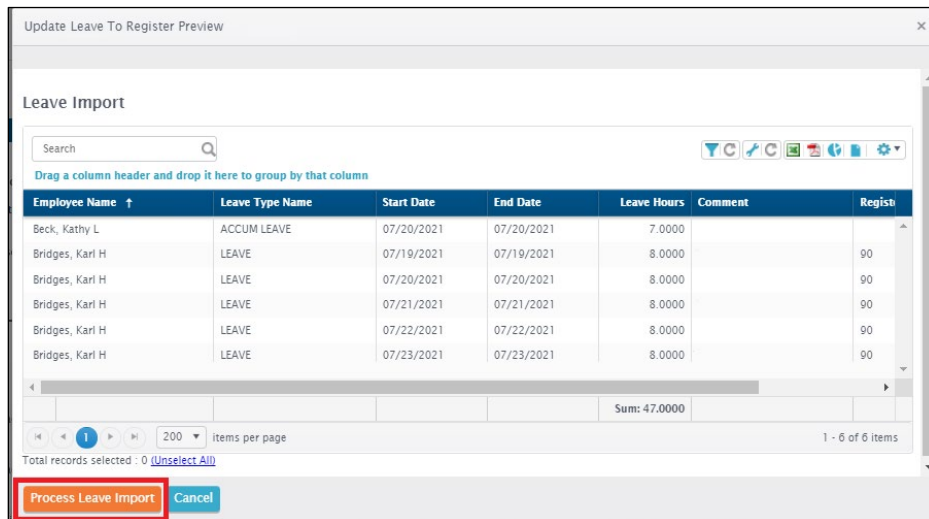 Update Leave To Register Preview
Leave Import
Search
Drag a column header and drop it here to group by that column
Employee Name ↑ Leave Type Name Start Date End Date Leave Hours Comment Regist
Beck, Kathy L ACCUM LEAVE 07/20/2021 07/20/2021 7.0000
Bridges, Karl H LEAVE 07/19/2021 07/19/2021 8.0000 90
Bridges, Karl H LEAVE 07/20/2021 07/20/2021 8.0000 90
Bridges, Karl H LEAVE 07/21/2021 07/21/2021 8.0000 90
Bridges, Karl H LEAVE 07/22/2021 07/22/2021 8.0000 90
Bridges, Karl H LEAVE 07/23/2021 07/23/2021 8.0000 90
Sum: 47.0000
1 200 items per page 1 - 6 of 6 items
Total records selected : 0 (Unselect All)
Process Leave Import Cancel